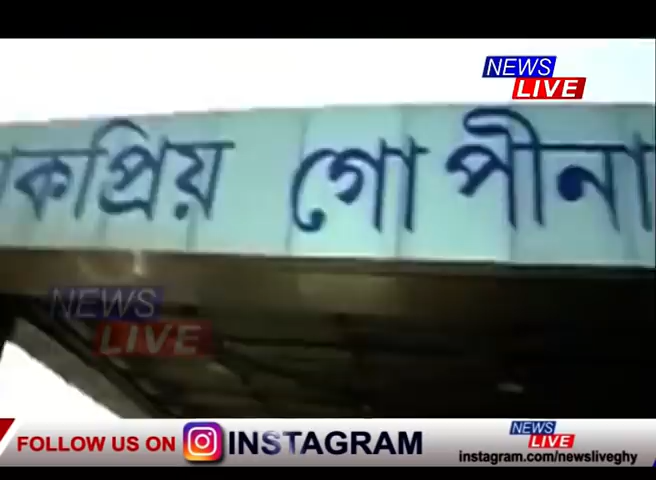 NEWS
LIVE
াকপ্ৰিয় গোপীনা
NEWS
LIVE
FOLLOW US ON INSTAGRAM
NEWS
LIVE
instagram.com/newsliveghy